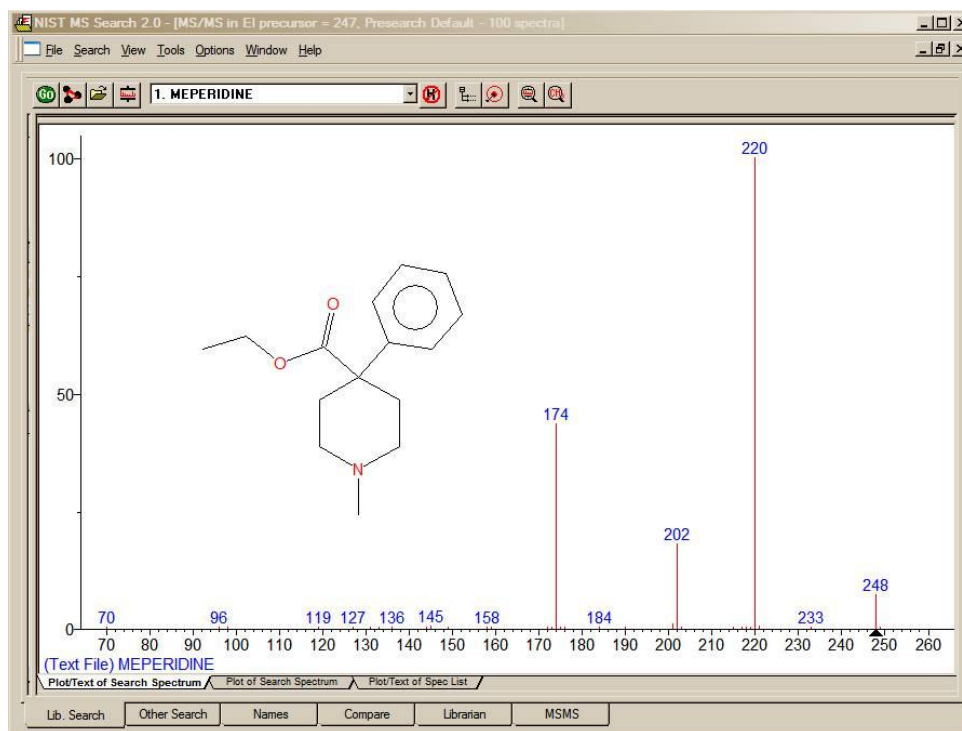 NIST MS Search 2.0 - [MS/MS in EI precursor = 247, Presearch Default - 100 spectra]
File Search View Tools Options Window Help
Go 1. MEPERIDINE
100
220
O
O
N
50
174
202
248
70 96 119 127 136 145 158 184 233
0
70 80 90 100 110 120 130 140 150 160 170 180 190 200 210 220 230 240 250 260
(Text File) MEPERIDINE
Plot/Text of Search Spectrum Plot of Search Spectrum Plot/Text of Spec List
Lib. Search Other Search Names Compare Librarian MSMS